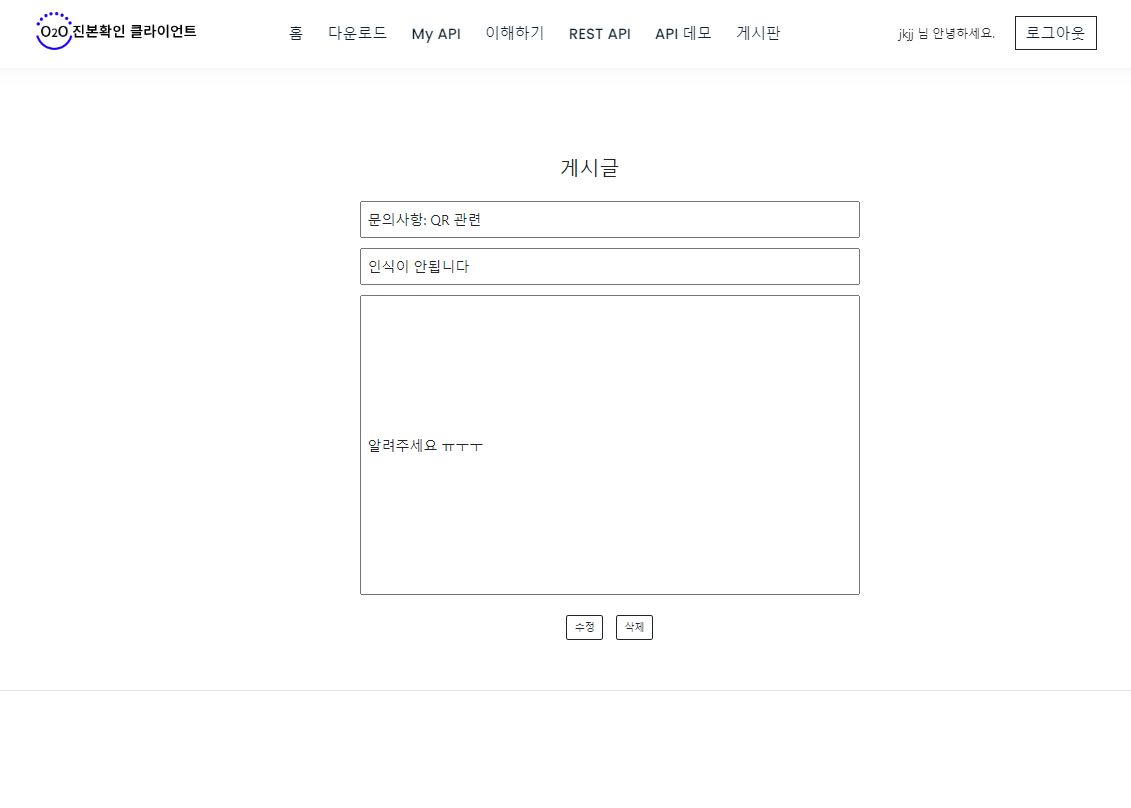 O2O 진본확인 클라이언트 홈 다운로드 My API 이해하기 REST API API 데모 게시판 jkjj 님 안녕하세요. 로그아웃
게시글
문의사항: QR 관련
인식이 안됩니다
알려주세요 ㅠㅜㅜ
수정 삭제